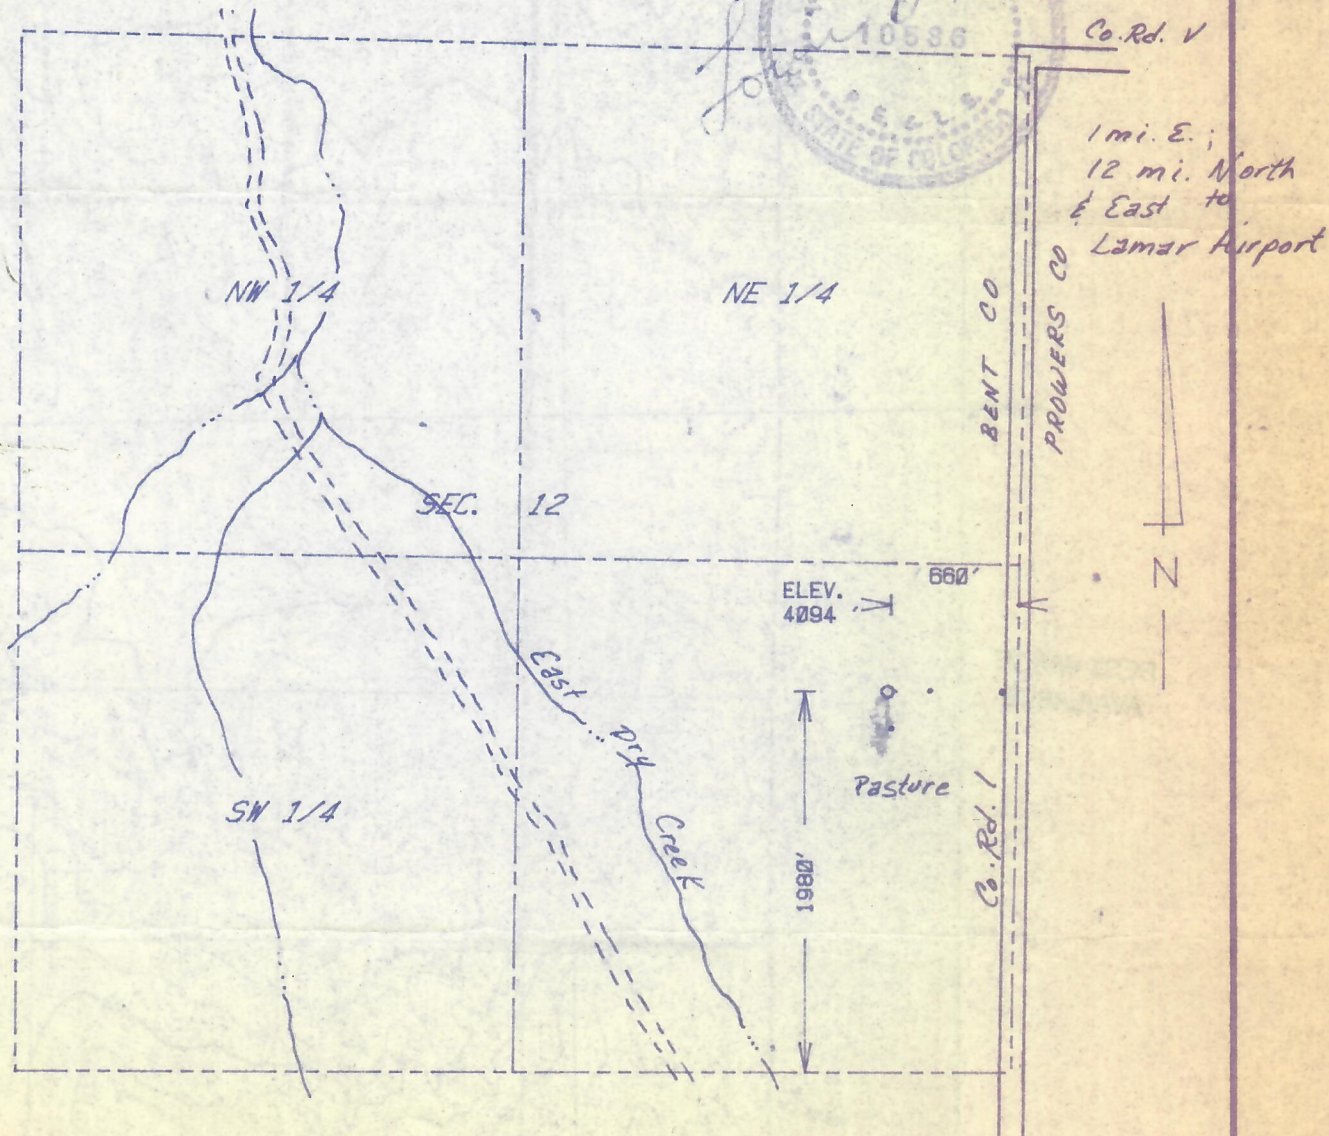 10586
P.E. & L.S.
STATE OF COLORADO
Co. Rd. V
1 mi. E. ;
12 mi. North
& East to
Lamar Airport
NW 1/4
NE 1/4
BENT CO
PROWERS CO
SEC. 12
N
ELEV.
4094
660'
East Dry Creek
Pasture
1980'
SW 1/4
Co. Rd. 1